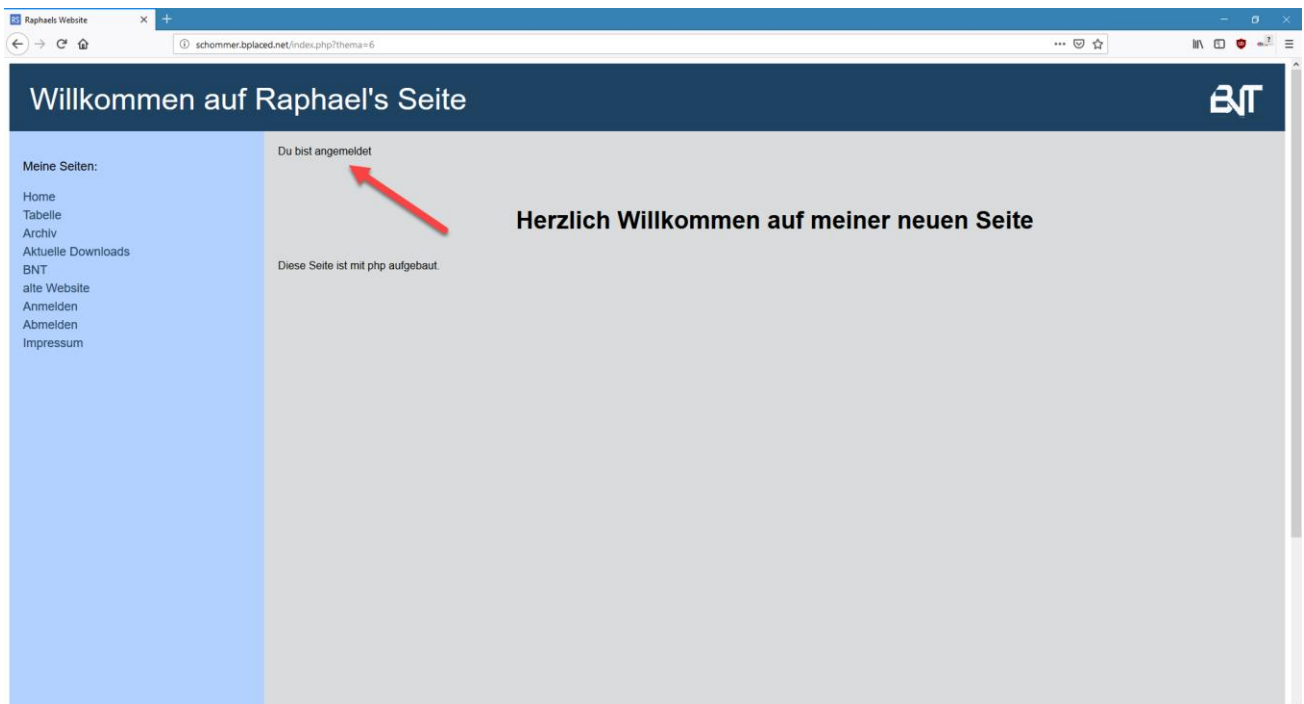 RS Raphaels Website
schommer.bplaced.net/index.php?thema=6
Willkommen auf Raphael's Seite
BNT
Meine Seiten:
Home
Tabelle
Archiv
Aktuelle Downloads
BNT
alte Website
Anmelden
Abmelden
Impressum
Du bist angemeldet
Herzlich Willkommen auf meiner neuen Seite
Diese Seite ist mit php aufgebaut.